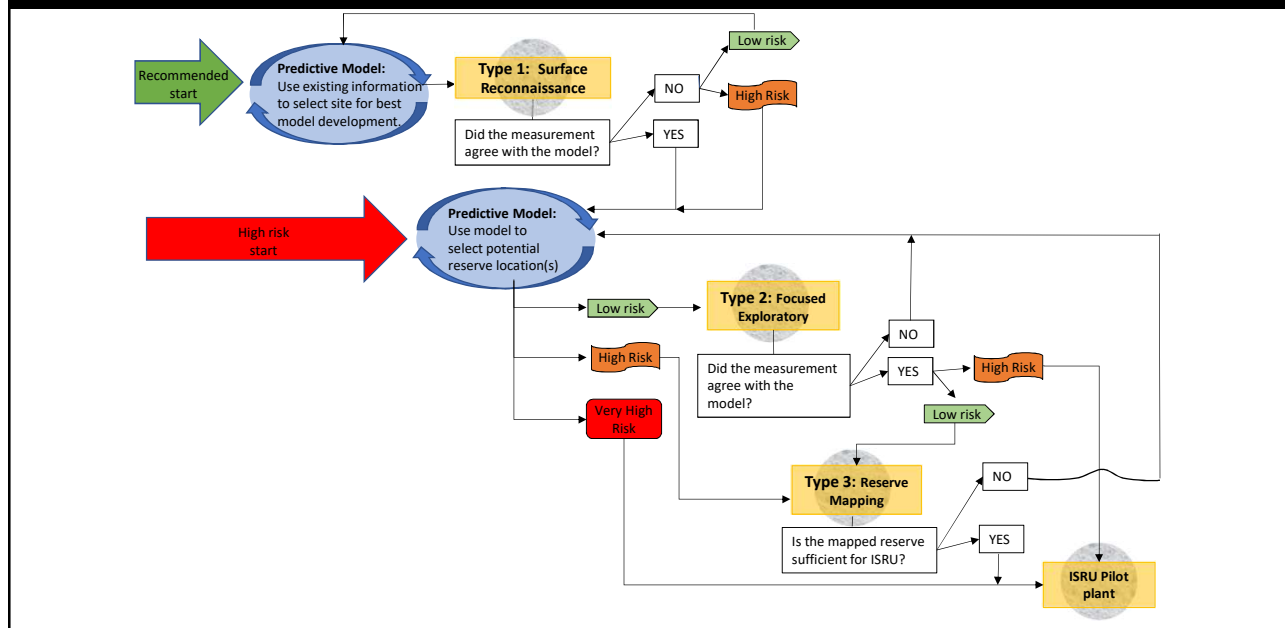 Low risk
Recommended
start
Predictive Model:
Use existing information
to select site for best
model development.
Type 1: Surface
Reconnaissance
NO
High Risk
Did the measurement
agree with the model?
YES
High risk
start
Predictive Model:
Use model to
select potential
reserve location(s)
Low risk
Type 2: Focused
Exploratory
NO
High Risk
Did the measurement
agree with the
model?
YES
High Risk
Very High
Risk
Low risk
Type 3: Reserve
Mapping
NO
Is the mapped reserve
sufficient for ISRU?
YES
ISRU Pilot
plant